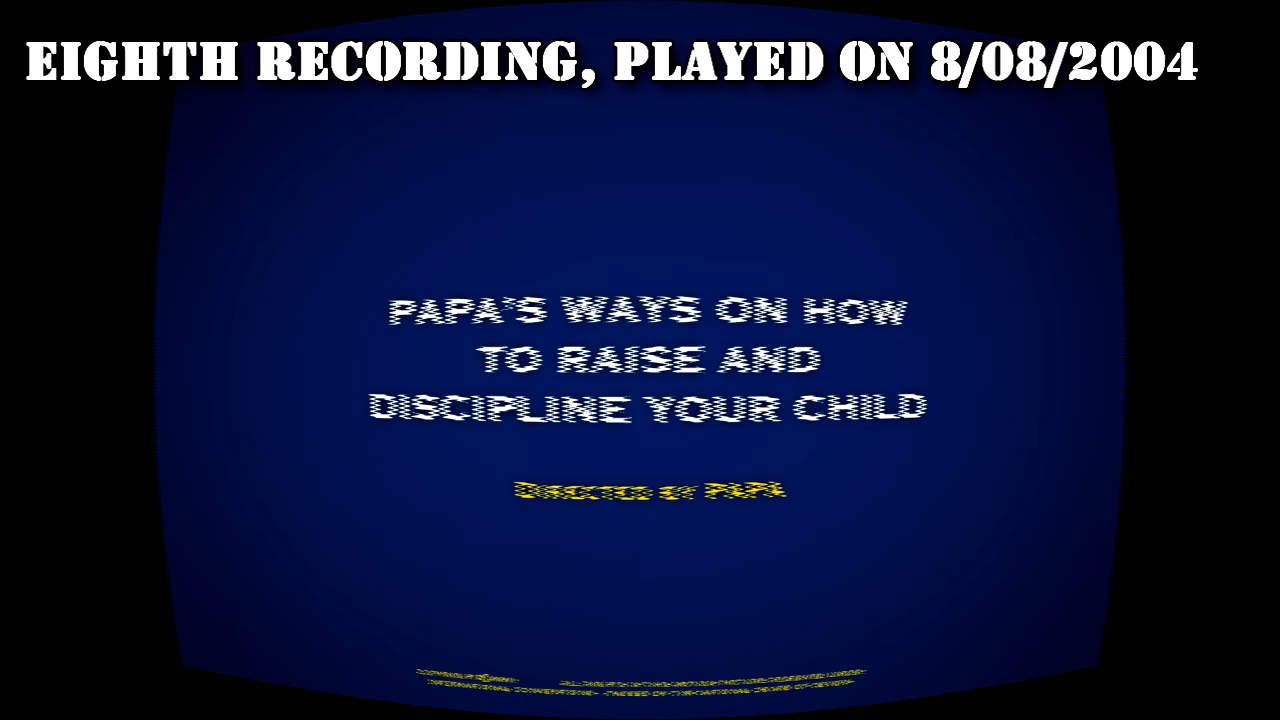 EIGHTH RECORDING, PLAYED ON 8/08/2004
PAPA'S WAYS ON HOW
TO RAISE AND
DISCIPLINE YOUR CHILD
DIRECTED BY PAPA